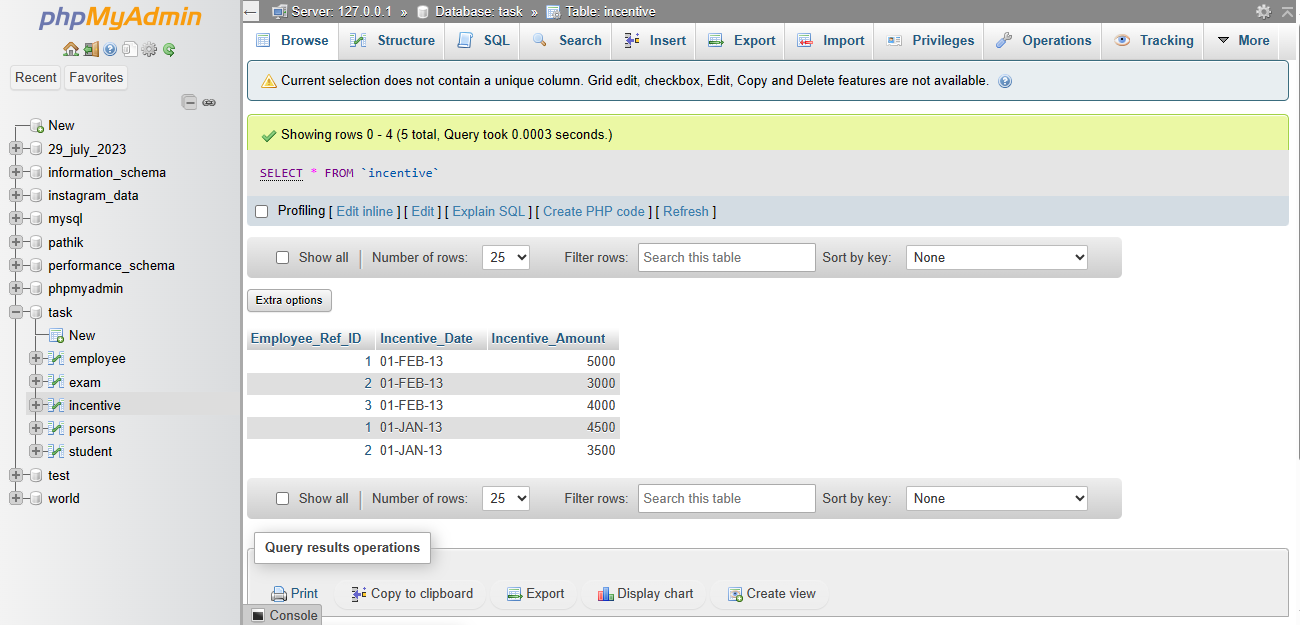 phpMyAdmin
Recent Favorites
New
29_july_2023
information_schema
instagram_data
mysql
pathik
performance_schema
phpmyadmin
task
New
employee
exam
incentive
persons
student
test
world
Server: 127.0.0.1 » Database: task » Table: incentive
Browse Structure SQL Search Insert Export Import Privileges Operations Tracking More
Current selection does not contain a unique column. Grid edit, checkbox, Edit, Copy and Delete features are not available.
Showing rows 0 - 4 (5 total, Query took 0.0003 seconds.)
SELECT * FROM `incentive`
Profiling [ Edit inline ] [ Edit ] [ Explain SQL ] [ Create PHP code ] [ Refresh ]
Show all Number of rows: 25 Filter rows: Search this table Sort by key: None
Extra options
Employee_Ref_ID Incentive_Date Incentive_Amount
1 01-FEB-13 5000
2 01-FEB-13 3000
3 01-FEB-13 4000
1 01-JAN-13 4500
2 01-JAN-13 3500
Show all Number of rows: 25 Filter rows: Search this table Sort by key: None
Query results operations
Print Copy to clipboard Export Display chart Create view
Console